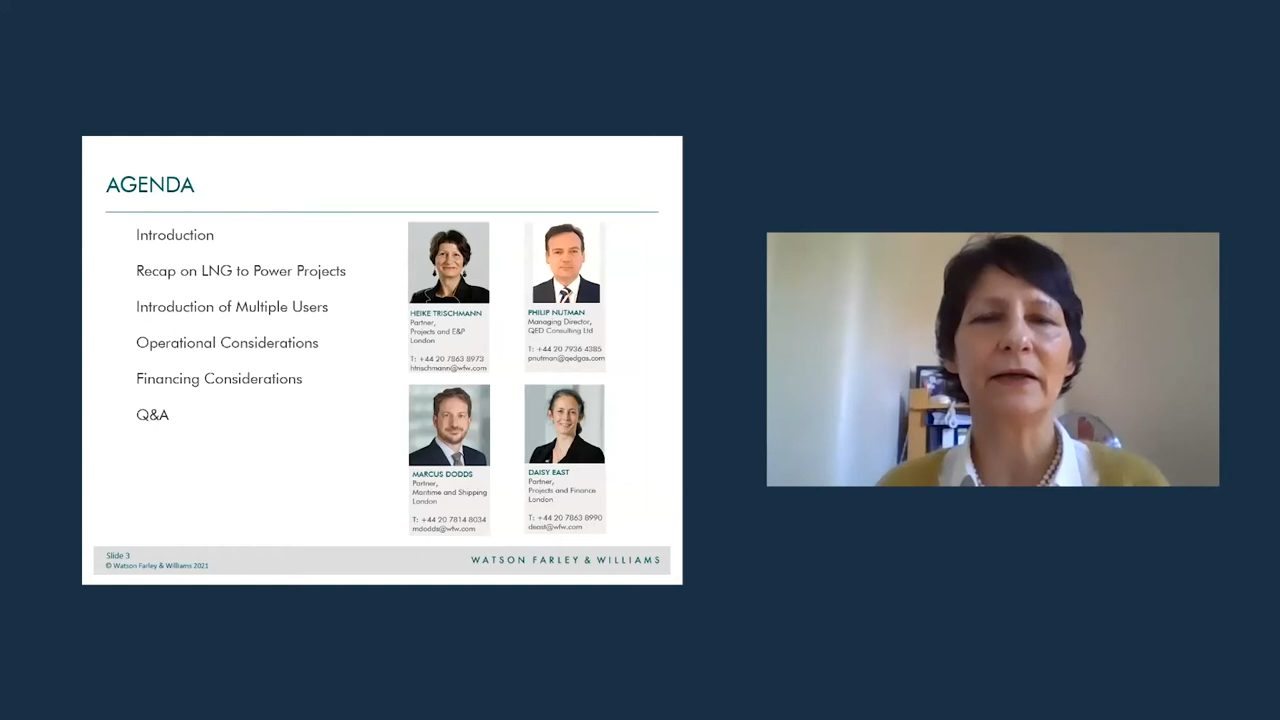 AGENDA
Introduction
Recap on LNG to Power Projects
Introduction of Multiple Users
Operational Considerations
Financing Considerations
Q&A
HEIKE TRISCHMANN
Partner,
Projects and E&P
London
T: +44 20 7863 8973
htrischmann@wfw.com
PHILIP NUTMAN
Managing Director,
QED Consulting Ltd
T: +44 20 7936 4385
pnutman@qedgas.com
MARCUS DODDS
Partner,
Maritime and Shipping
London
T: +44 20 7814 8034
mdodds@wfw.com
DAISY EAST
Partner,
Projects and Finance
London
T: +44 20 7863 8990
deast@wfw.com
Slide 3
© Watson Farley & Williams 2021
WATSON FARLEY & WILLIAMS